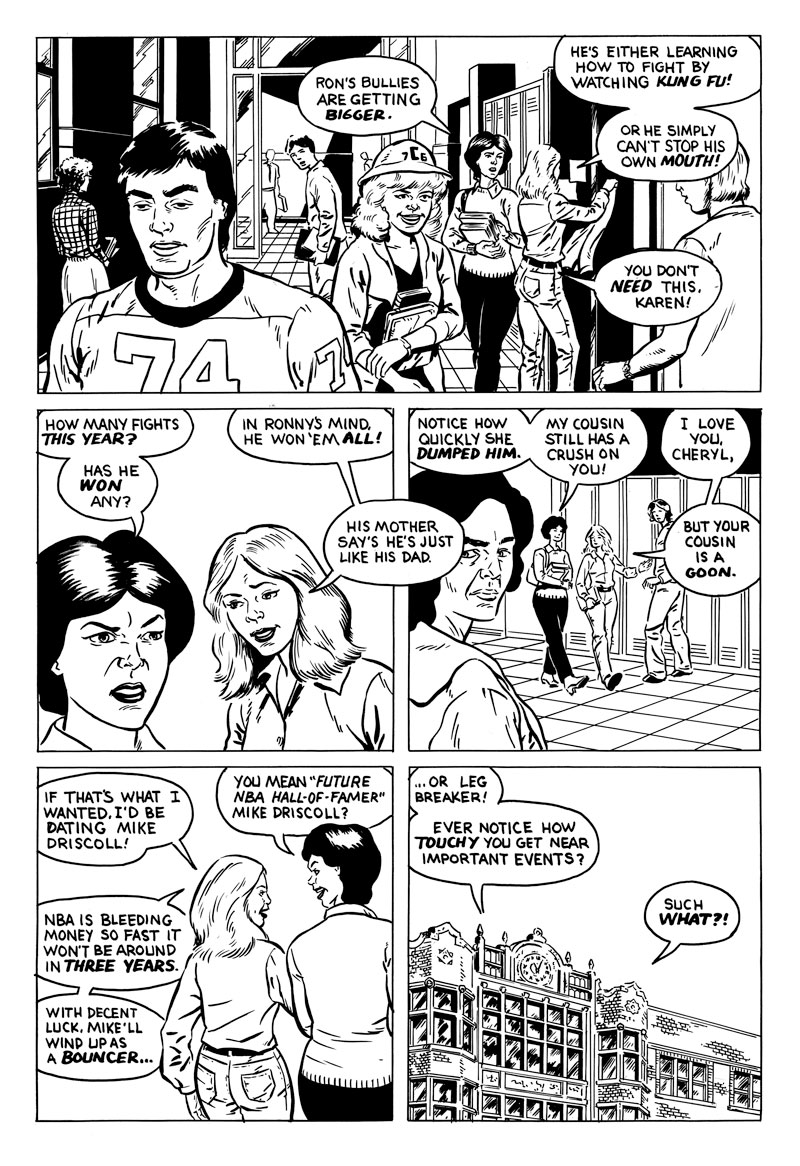 RON'S BULLIES
ARE GETTING
BIGGER.
HE'S EITHER LEARNING
HOW TO FIGHT BY
WATCHING KUNG FU!
OR HE SIMPLY
CAN'T STOP HIS
OWN MOUTH!
YOU DON'T
NEED THIS,
KAREN!
74
7
HOW MANY FIGHTS
THIS YEAR?
HAS HE
WON
ANY?
IN RONNY'S MIND,
HE WON 'EM ALL!
HIS MOTHER
SAY'S HE'S JUST
LIKE HIS DAD.
NOTICE HOW
QUICKLY SHE
DUMPED HIM.
MY COUSIN
STILL HAS A
CRUSH ON
YOU!
I LOVE
YOU,
CHERYL,
BUT YOUR
COUSIN
IS A
GOON.
IF THAT'S WHAT I
WANTED, I'D BE
DATING MIKE
DRISCOLL!
YOU MEAN "FUTURE
NBA HALL-OF-FAMER"
MIKE DRISCOLL?
NBA IS BLEEDING
MONEY SO FAST IT
WON'T BE AROUND
IN THREE YEARS.
WITH DECENT
LUCK, MIKE'LL
WIND UP AS
A BOUNCER...
...OR LEG
BREAKER!
EVER NOTICE HOW
TOUCHY YOU GET NEAR
IMPORTANT EVENTS?
SUCH
WHAT?!